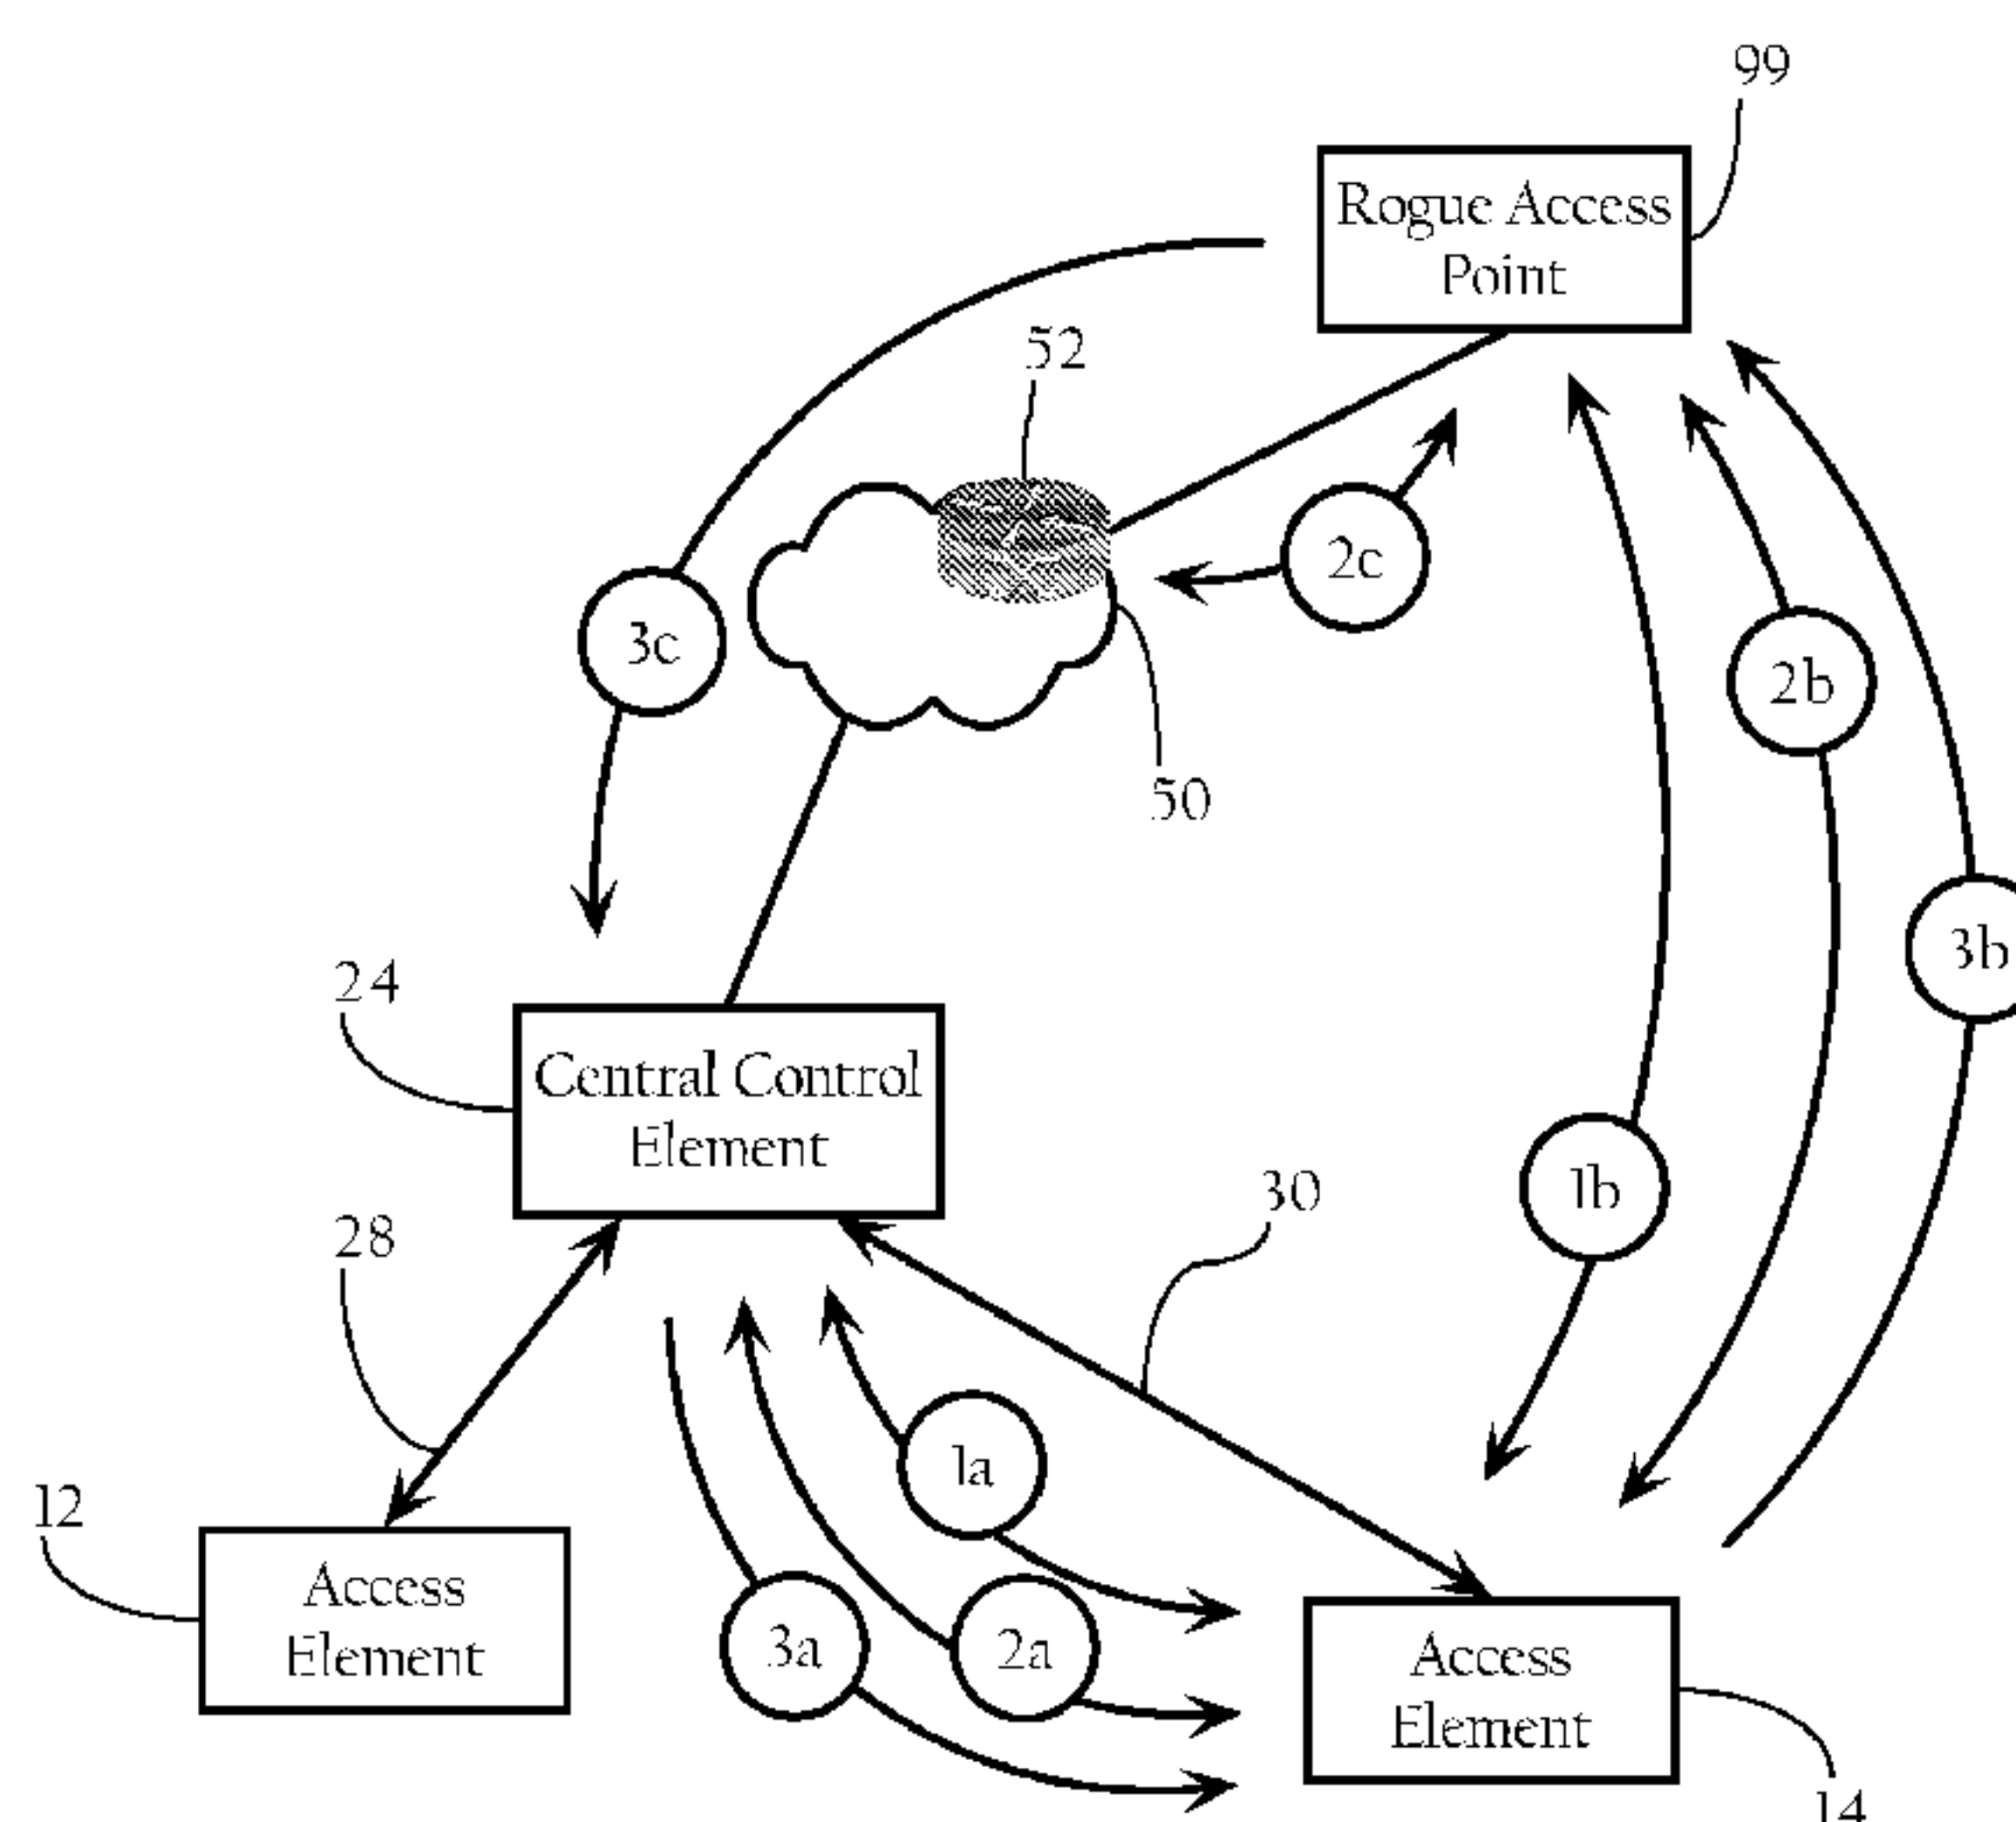 99
Rogue Access
Point
52
2c
3c
2b
50
3b
24
Central Control
Element
30
1b
28
1a
12
Access
Element
3a
2a
Access
Element
14